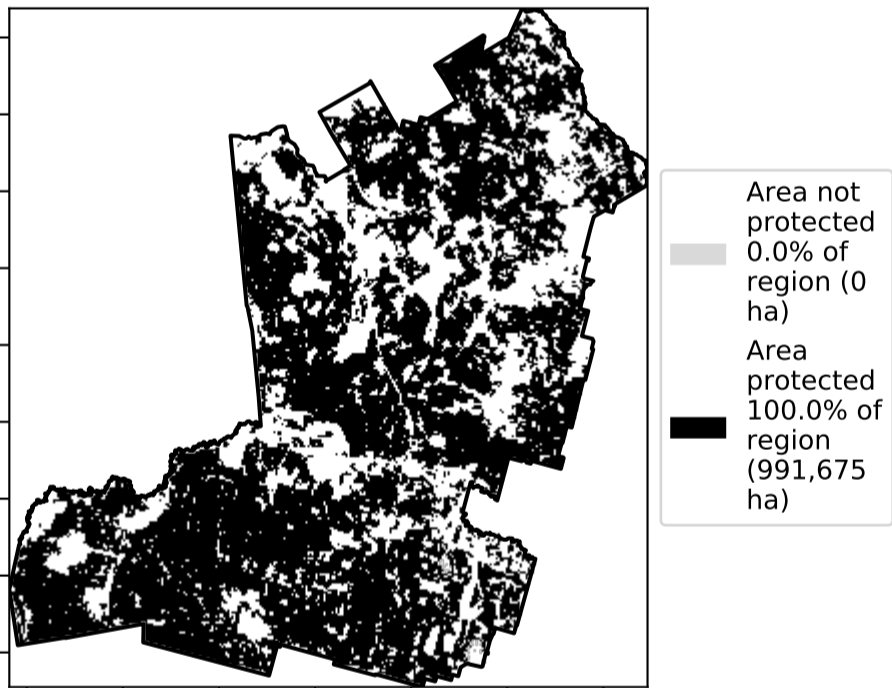 Area not
protected
0.0% of
region (0
ha)
Area
protected
100.0% of
region
(991,675
ha)